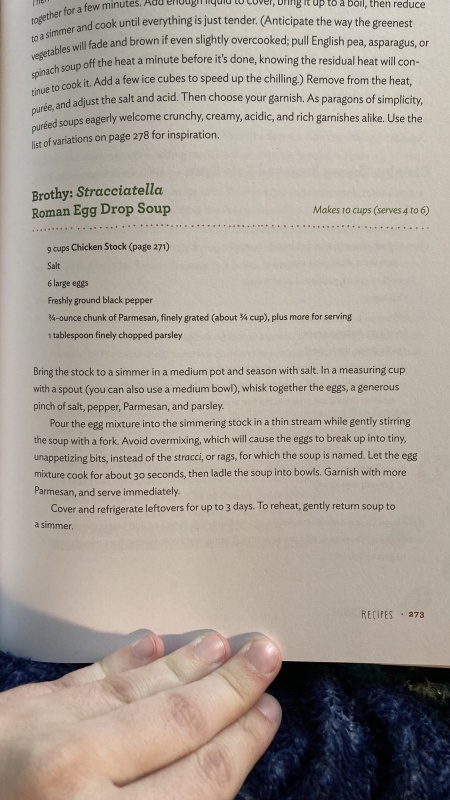 together for a few minutes. Add enough liquid to cover, bring it up to a boil, then reduce
to a simmer and cook until everything is just tender. (Anticipate the way the greenest
vegetables will fade and brown if even slightly overcooked; pull English pea, asparagus, or
spinach soup off the heat a minute before it's done, knowing the residual heat will con-
tinue to cook it. Add a few ice cubes to speed up the chilling.) Remove from the heat,
purée, and adjust the salt and acid. Then choose your garnish. As paragons of simplicity,
puréed soups eagerly welcome crunchy, creamy, acidic, and rich garnishes alike. Use the
list of variations on page 278 for inspiration.
Brothy: Stracciatella
Roman Egg Drop Soup Makes 10 cups (serves 4 to 6)
9 cups Chicken Stock (page 271)
Salt
6 large eggs
Freshly ground black pepper
¾-ounce chunk of Parmesan, finely grated (about ¾ cup), plus more for serving
1 tablespoon finely chopped parsley
Bring the stock to a simmer in a medium pot and season with salt. In a measuring cup
with a spout (you can also use a medium bowl), whisk together the eggs, a generous
pinch of salt, pepper, Parmesan, and parsley.
Pour the egg mixture into the simmering stock in a thin stream while gently stirring
the soup with a fork. Avoid overmixing, which will cause the eggs to break up into tiny,
unappetizing bits, instead of the stracci, or rags, for which the soup is named. Let the egg
mixture cook for about 30 seconds, then ladle the soup into bowls. Garnish with more
Parmesan, and serve immediately.
Cover and refrigerate leftovers for up to 3 days. To reheat, gently return soup to
a simmer.
RECIPES · 273